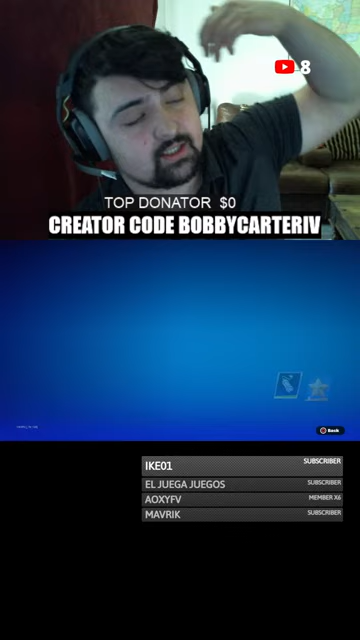 8
TOP DONATOR $0
CREATOR CODE BOBBYCARTERIV
Back
IKE01 SUBSCRIBER
EL JUEGA JUEGOS SUBSCRIBER
AOXYFV MEMBER X6
MAVRIK SUBSCRIBER